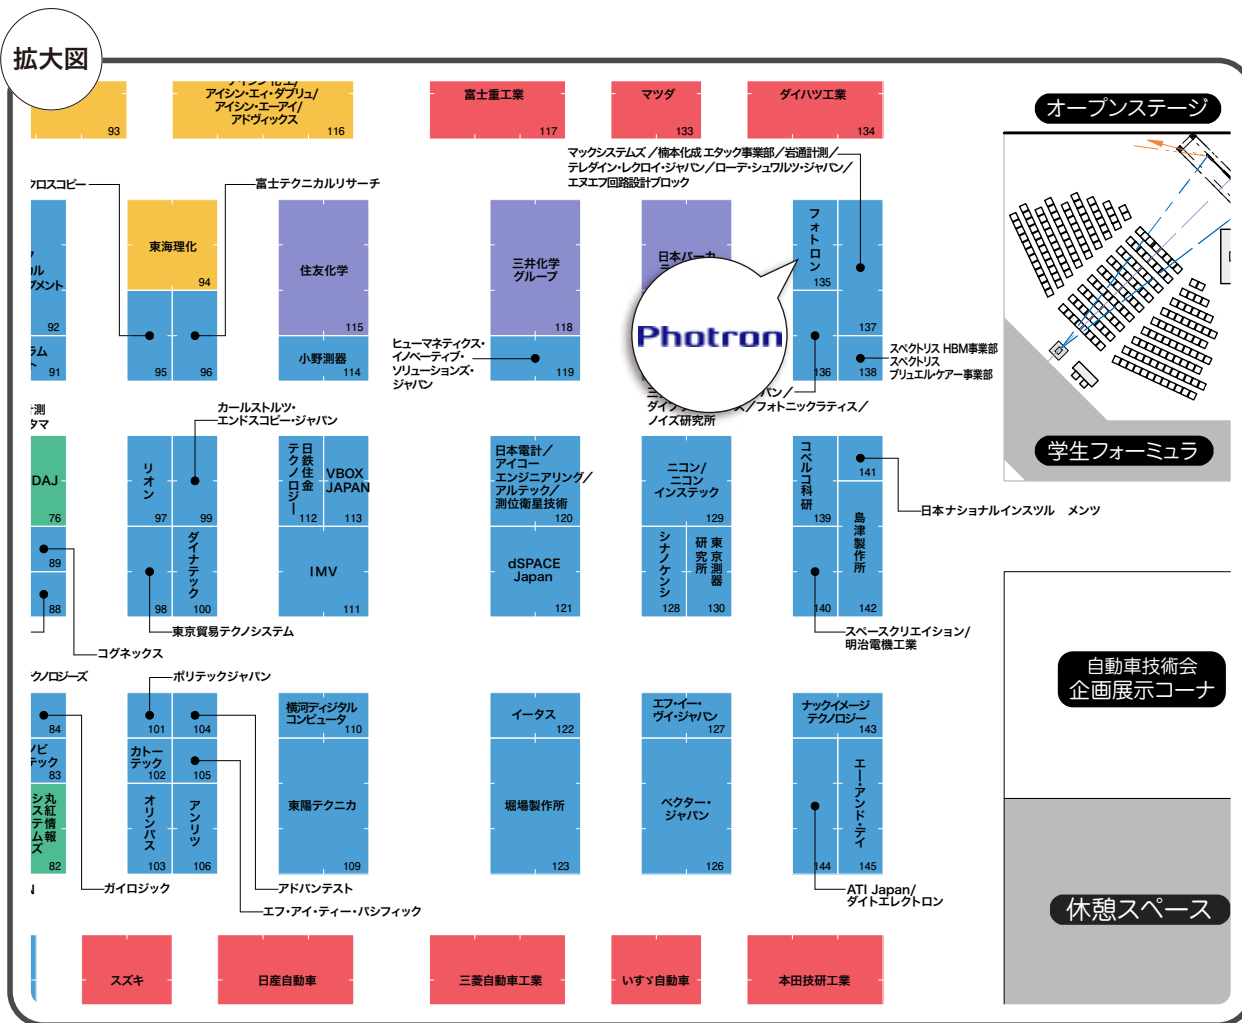 拡大図
93
アイシン・エィ・ダブリュ/
アイシン・エーアイ/
アドヴィックス
116
富士重工業
117
マツダ
133
ダイハツ工業
134
オープンステージ
マックシステムズ／楠本化成 エタック事業部／岩通計測／
テレダイン・レクロイ・ジャパン／ローデ・シュワルツ・ジャパン／
エヌエフ回路設計ブロック
クロスコピー
富士テクニカルリサーチ
92
91
東海理化
94
95
96
住友化学
115
小野測器
114
三井化学
グループ
118
119
ヒューマネティクス・
イノベーティブ・
ソリューションズ・
ジャパン
日本パーカ
Photron
フォトロン
135
136
137
138
スペクトリス HBM事業部
スペクトリス
ブリュエル・ケアー事業部
パン／
ス／フォトニックラティス／
ノイズ研究所
学生フォーミュラ
カールストルツ・
エンドスコピー・ジャパン
DAJ
76
89
88
リオン
97
99
98
ダイナテック
100
日鉄住金
テクノロジー
112
VBOX
JAPAN
113
IMV
111
日本電計／
アイコー
エンジニアリング／
アルテック／
測位衛星技術
120
dSPACE
Japan
121
ニコン／
ニコン
インステック
129
シナノケンシ
128
東京測器
研究所
130
コベルコ科研
139
141
140
島津製作所
142
日本ナショナルインスツル　メンツ
東京貿易テクノシステム
コグネックス
スペースクリエイション/
明治電機工業
自動車技術会
企画展示コーナ
クノロジーズ
ポリテックジャパン
84
83
丸紅情報
システムズ
82
101
104
カトー
テック
102
105
オリンパス
103
アンリツ
106
横河ディジタル
コンピュータ
110
東陽テクニカ
109
イータス
122
堀場製作所
123
エフ・イー・
ヴイ・ジャパン
127
ベクター・
ジャパン
126
ナックイメージ
テクノロジー
143
144
エー・アンド・デイ
145
ガイロジック
アドバンテスト
エフ・アイ・ティー・パシフィック
ATI Japan/
ダイトエレクトロン
休憩スペース
スズキ
日産自動車
三菱自動車工業
いすゞ自動車
本田技研工業